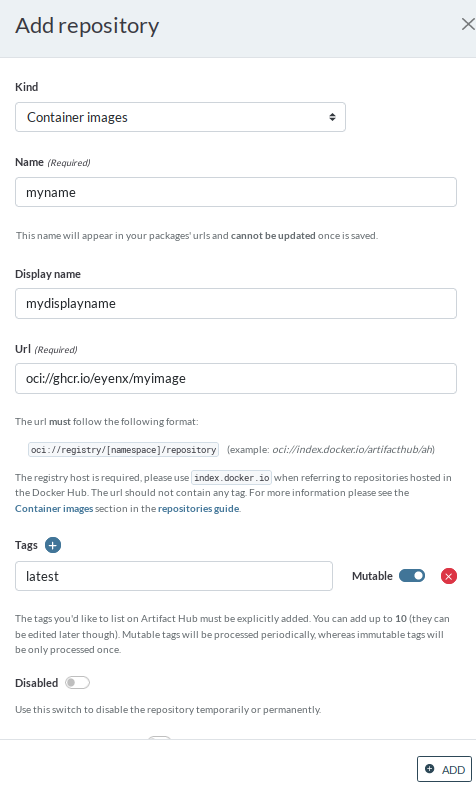 Add repository
Kind
Container images
Name (Required)
myname
This name will appear in your packages' urls and cannot be updated once is saved.
Display name
mydisplayname
Url (Required)
oci://ghcr.io/eyenx/myimage
The url must follow the following format:
oci://registry/[namespace]/repository (example: oci://index.docker.io/artifacthub/ah)
The registry host is required, please use index.docker.io when referring to repositories hosted in
the Docker Hub. The url should not contain any tag. For more information please see the
Container images section in the repositories guide.
Tags
latest Mutable
The tags you'd like to list on Artifact Hub must be explicitly added. You can add up to 10 (they can
be edited later though). Mutable tags will be processed periodically, whereas immutable tags will
be only processed once.
Disabled
Use this switch to disable the repository temporarily or permanently.
ADD